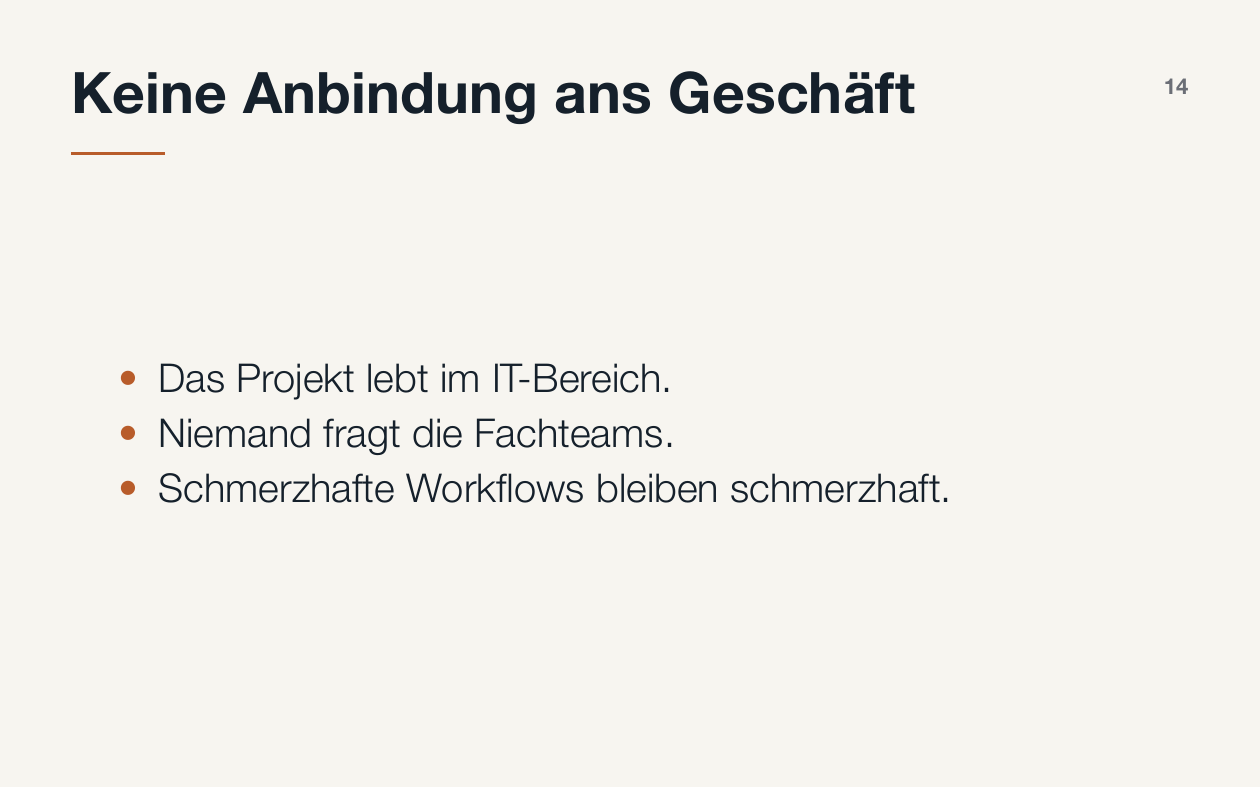 Keine Anbindung ans Geschäft
14
Das Projekt lebt im IT-Bereich.
Niemand fragt die Fachteams.
Schmerzhafte Workflows bleiben schmerzhaft.